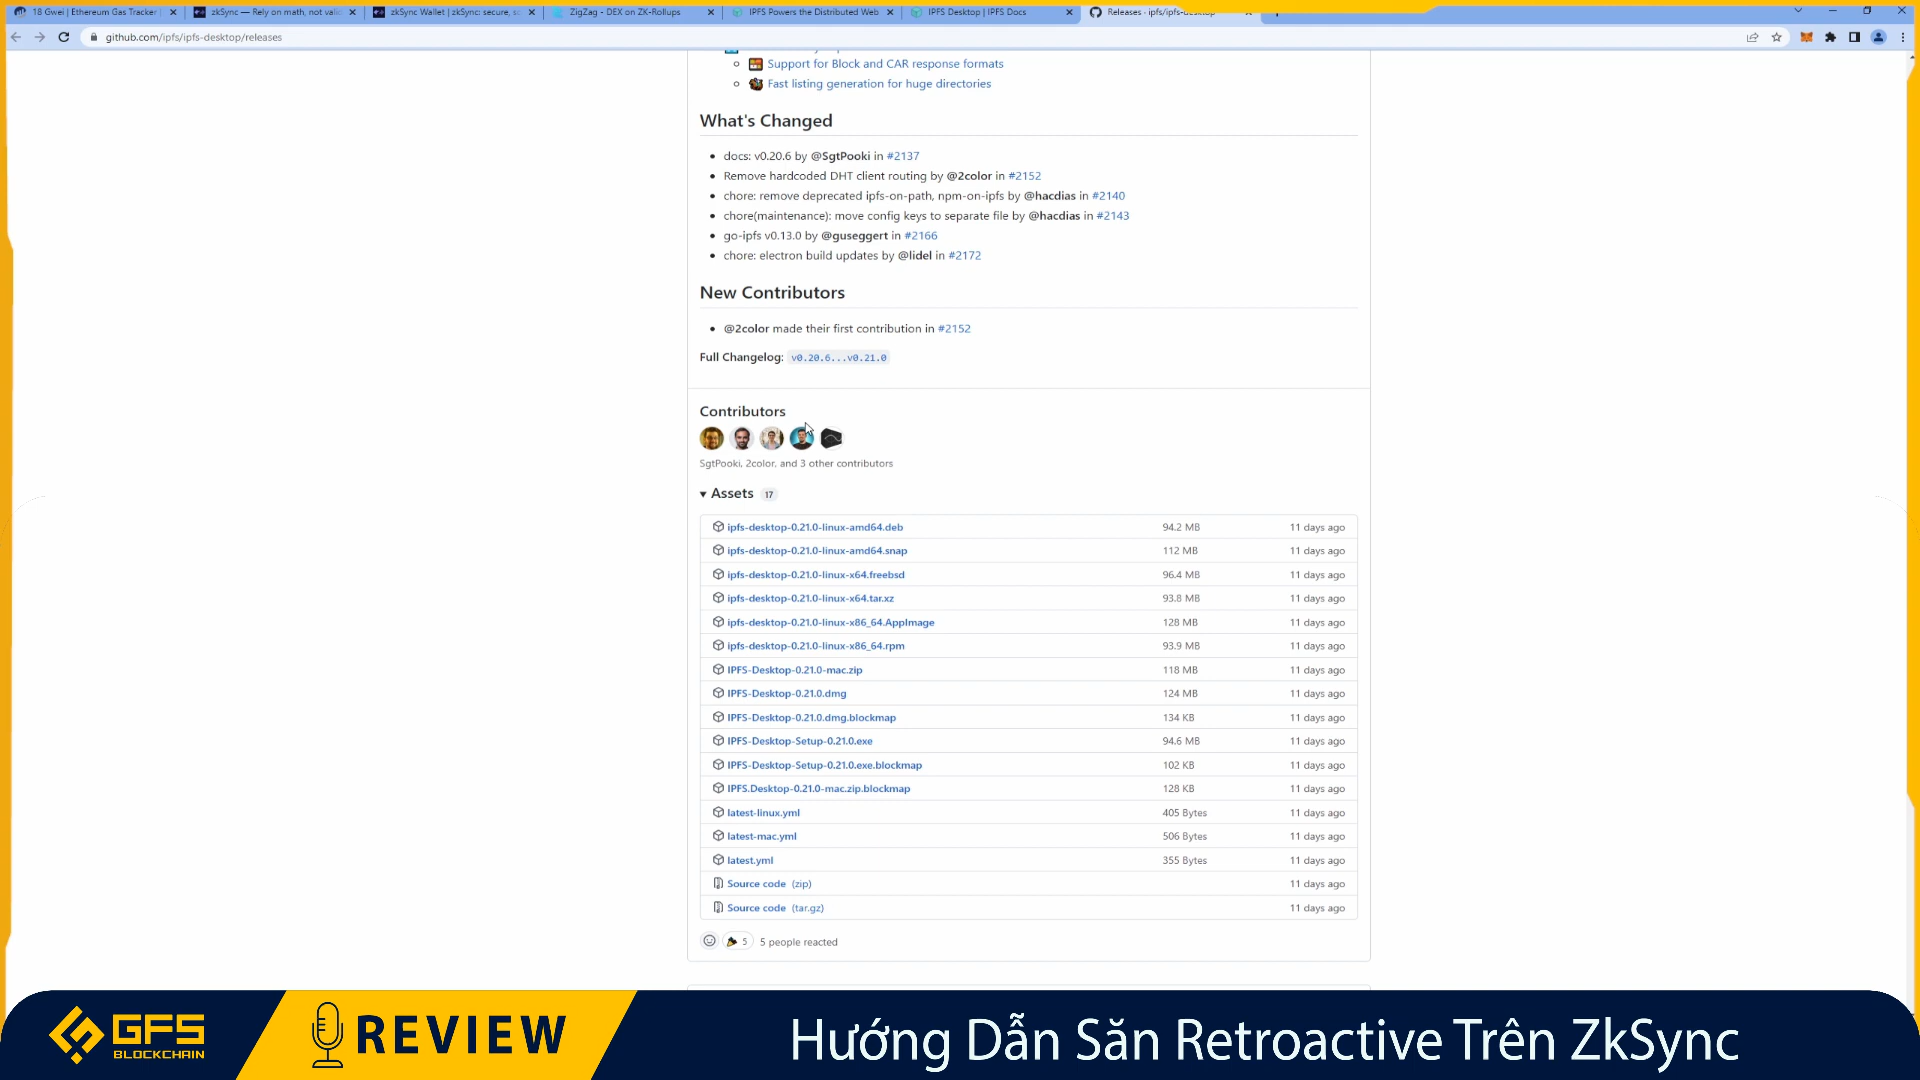 18 Gwei | Ethereum Gas Tracker
zkSync — Rely on math, not vali
zkSync Wallet | zkSync: secure, s
ZigZag - DEX on ZK-Rollups
IPFS Powers the Distributed Web
IPFS Desktop | IPFS Docs
Releases · ipfs/ipfs-desktop
github.com/ipfs/ipfs-desktop/releases
Support for Block and CAR response formats
Fast listing generation for huge directories
What's Changed
docs: v0.20.6 by @SgtPooki in #2137
Remove hardcoded DHT client routing by @2color in #2152
chore: remove deprecated ipfs-on-path, npm-on-ipfs by @hacdias in #2140
chore(maintenance): move config keys to separate file by @hacdias in #2143
go-ipfs v0.13.0 by @guseggert in #2166
chore: electron build updates by @lidel in #2172
New Contributors
@2color made their first contribution in #2152
Full Changelog: v0.20.6...v0.21.0
Contributors
SgtPooki, 2color, and 3 other contributors
Assets 17
ipfs-desktop-0.21.0-linux-amd64.deb 94.2 MB 11 days ago
ipfs-desktop-0.21.0-linux-amd64.snap 112 MB 11 days ago
ipfs-desktop-0.21.0-linux-x64.freebsd 96.4 MB 11 days ago
ipfs-desktop-0.21.0-linux-x64.tar.xz 93.8 MB 11 days ago
ipfs-desktop-0.21.0-linux-x86_64.AppImage 128 MB 11 days ago
ipfs-desktop-0.21.0-linux-x86_64.rpm 93.9 MB 11 days ago
IPFS-Desktop-0.21.0-mac.zip 118 MB 11 days ago
IPFS-Desktop-0.21.0.dmg 124 MB 11 days ago
IPFS-Desktop-0.21.0.dmg.blockmap 134 KB 11 days ago
IPFS-Desktop-Setup-0.21.0.exe 94.6 MB 11 days ago
IPFS-Desktop-Setup-0.21.0.exe.blockmap 102 KB 11 days ago
IPFS.Desktop-0.21.0-mac.zip.blockmap 128 KB 11 days ago
latest-linux.yml 405 Bytes 11 days ago
latest-mac.yml 506 Bytes 11 days ago
latest.yml 355 Bytes 11 days ago
Source code (zip) 11 days ago
Source code (tar.gz) 11 days ago
5 5 people reacted
GFS
BLOCKCHAIN
REVIEW
Hướng Dẫn Săn Retroactive Trên ZkSync